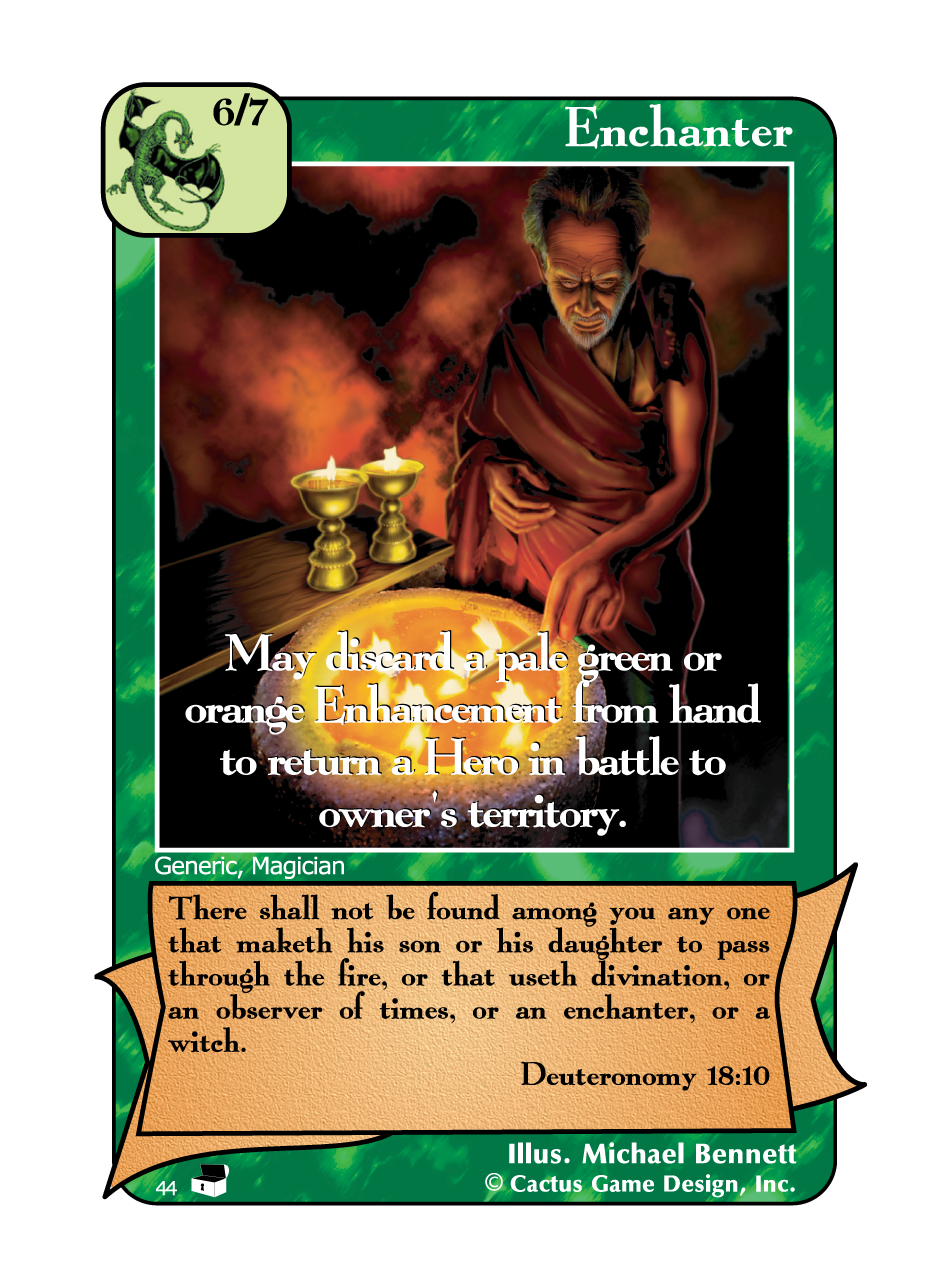 6/7
Enchanter
May discard a pale green or
orange Enhancement from hand
to return a Hero in battle to
owner's territory.
Generic, Magician
There shall not be found among you any one
that maketh his son or his daughter to pass
through the fire, or that useth divination, or
an observer of times, or an enchanter, or a
witch.
Deuteronomy 18:10
Illus. Michael Bennett
44
© Cactus Game Design, Inc.